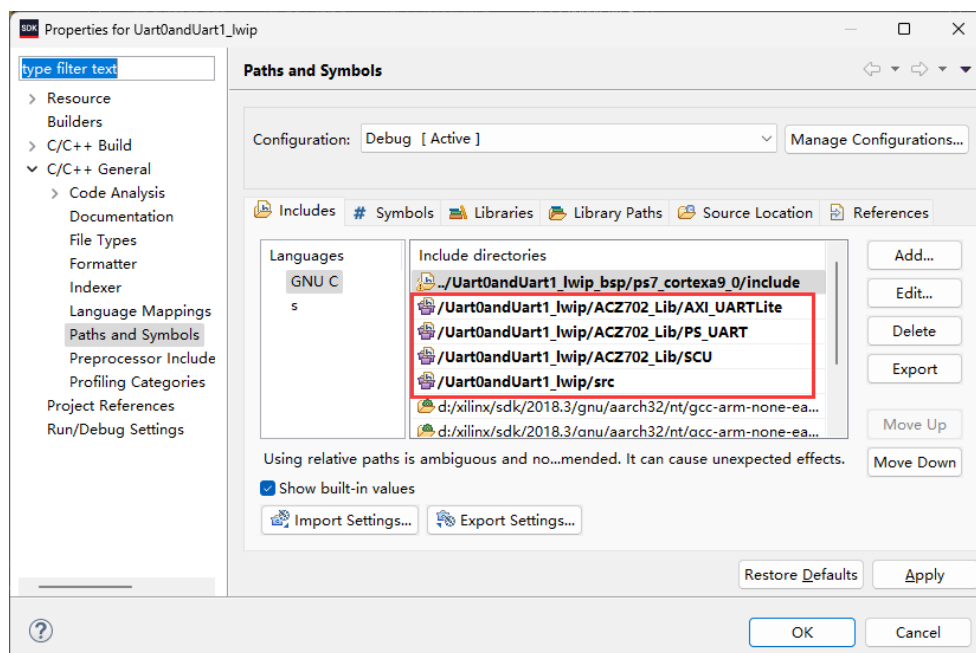 SDK Properties for Uart0andUart1_lwip
type filter text
Resource
Builders
C/C++ Build
C/C++ General
Code Analysis
Documentation
File Types
Formatter
Indexer
Language Mappings
Paths and Symbols
Preprocessor Include
Profiling Categories
Project References
Run/Debug Settings
Paths and Symbols
Configuration: Debug [ Active ] Manage Configurations...
Includes # Symbols Libraries Library Paths Source Location References
Languages
GNU C
s
Include directories
../Uart0andUart1_lwip_bsp/ps7_cortexa9_0/include
/Uart0andUart1_lwip/ACZ702_Lib/AXI_UARTLite
/Uart0andUart1_lwip/ACZ702_Lib/PS_UART
/Uart0andUart1_lwip/ACZ702_Lib/SCU
/Uart0andUart1_lwip/src
d:/xilinx/sdk/2018.3/gnu/aarch32/nt/gcc-arm-none-ea...
d:/xilinx/sdk/2018.3/gnu/aarch32/nt/gcc-arm-none-ea...
Add...
Edit...
Delete
Export
Move Up
Move Down
Using relative paths is ambiguous and no...mended. It can cause unexpected effects.
Show built-in values
Import Settings... Export Settings...
Restore Defaults Apply
? OK Cancel